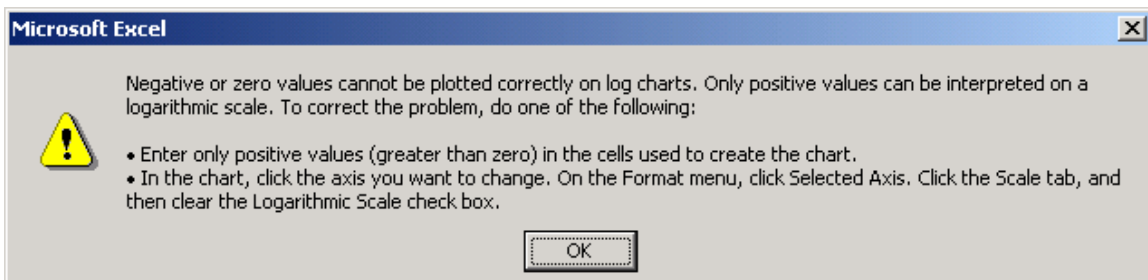 Microsoft Excel
Negative or zero values cannot be plotted correctly on log charts. Only positive values can be interpreted on a
logarithmic scale. To correct the problem, do one of the following:
• Enter only positive values (greater than zero) in the cells used to create the chart.
• In the chart, click the axis you want to change. On the Format menu, click Selected Axis. Click the Scale tab, and
then clear the Logarithmic Scale check box.
OK